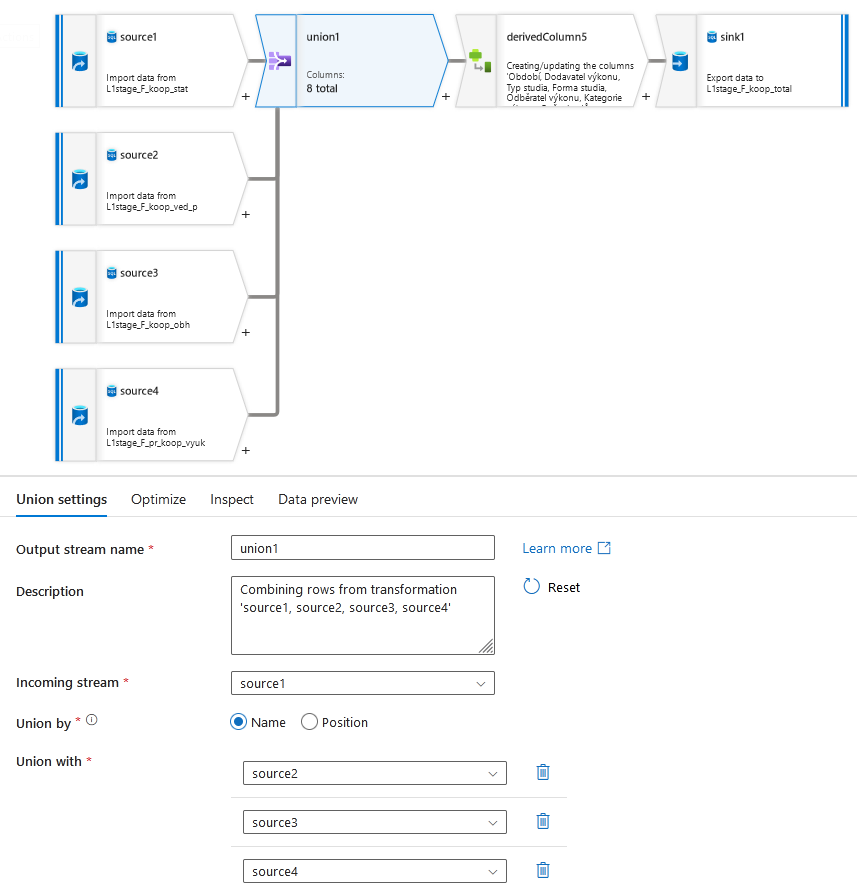 source1
Import data from
L1stage_F_koop_stat
+
union1
Columns:
8 total
+
derivedColumn5
Creating/updating the columns
'Období, Dodavatel výkonu,
Typ studia, Forma studia,
Odběratel výkonu, Kategorie
+
sink1
Export data to
L1stage_F_koop_total
source2
Import data from
L1stage_F_koop_ved_p
+
source3
Import data from
L1stage_F_koop_obh
+
source4
Import data from
L1stage_F_pr_koop_vyuk
+
Union settings Optimize Inspect Data preview
Output stream name * union1 Learn more
Description Combining rows from transformation Reset
'source1, source2, source3, source4'
Incoming stream * source1
Union by * Name Position
Union with * 
source2
source3
source4